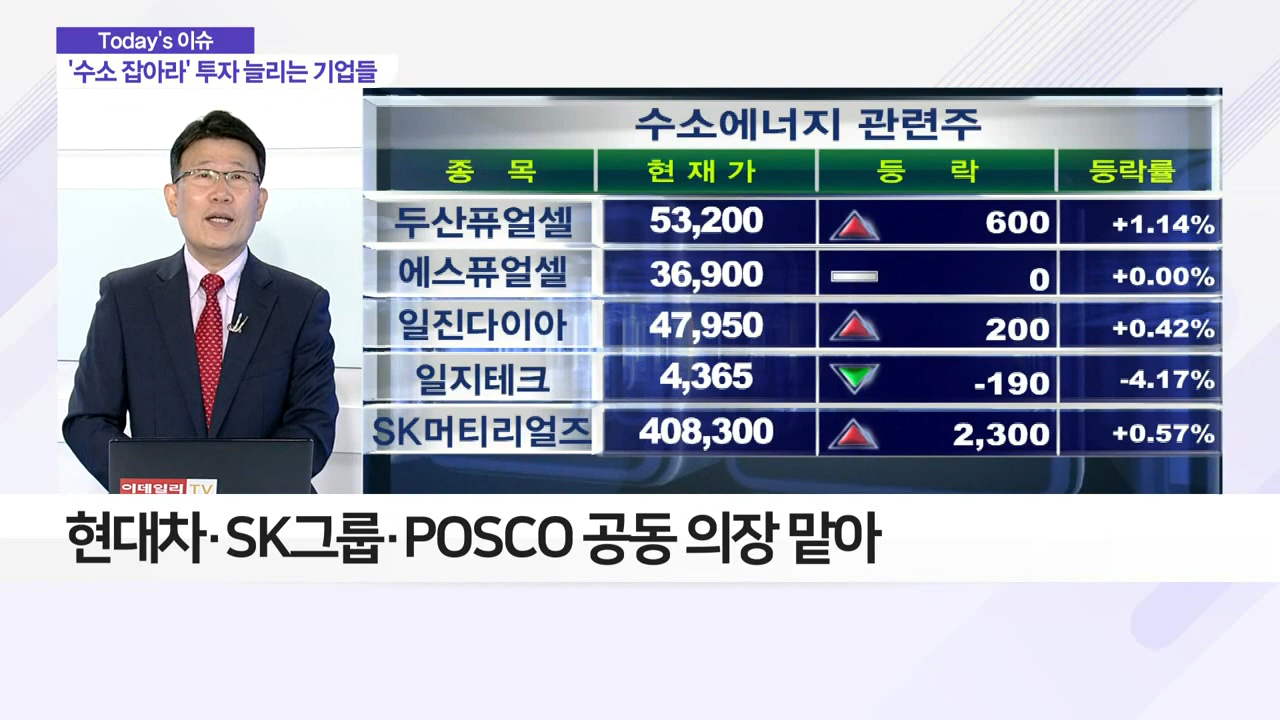 Today's 이슈
'수소 잡아라' 투자 늘리는 기업들
수소에너지 관련주
종 목 현재가 등 락 등락률
두산퓨얼셀 53,200 600 +1.14%
에스퓨얼셀 36,900 0 +0.00%
일진다이아 47,950 200 +0.42%
일지테크 4,365 -190 -4.17%
SK머티리얼즈 408,300 2,300 +0.57%
이데일리 TV
현대차·SK그룹·POSCO 공동 의장 맡아